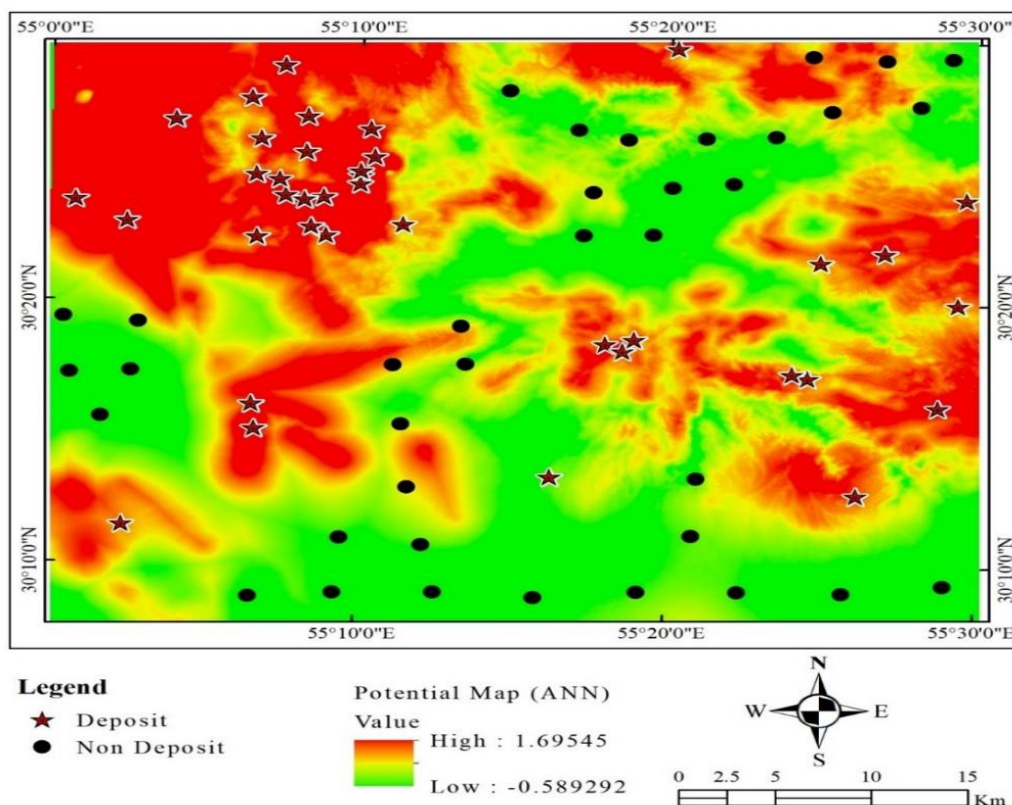 55°0'0"E 55°10'0"E 55°20'0"E 55°30'0"E
30°20'0"N 30°20'0"N
30°10'0"N 30°10'0"N
55°10'0"E 55°20'0"E 55°30'0"E
Legend
Deposit
Non Deposit
Potential Map (ANN)
Value
High : 1.69545
Low : -0.589292
N
W E
S
0 2.5 5 10 15
Km